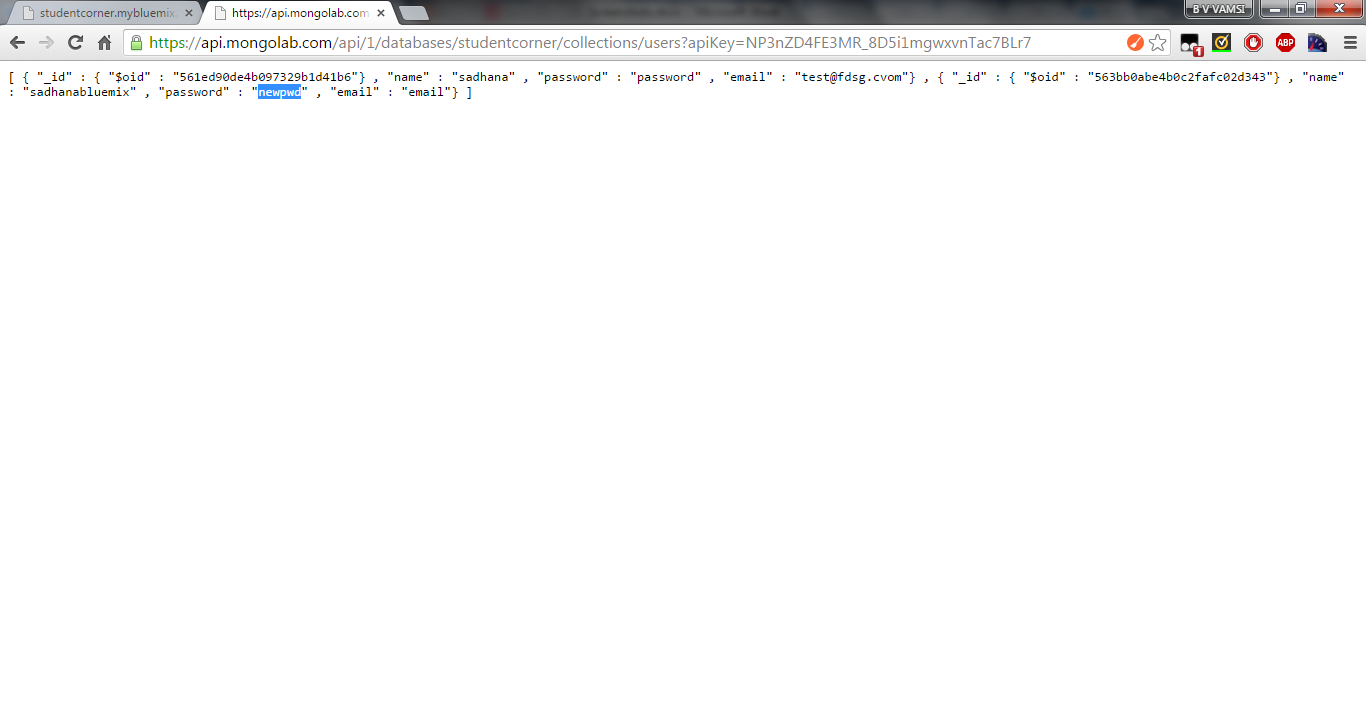 studentcorner.mybluemix
https://api.mongolab.com
B V VAMSI
https://api.mongolab.com/api/1/databases/studentcorner/collections/users?apiKey=NP3nZD4FE3MR_8D5i1mgwxvnTac7BLr7
1
ABP
[ { "_id" : { "$oid" : "561ed90de4b097329b1d41b6"} , "name" : "sadhana" , "password" : "password" , "email" : "test@fdsg.cvom"} , { "_id" : { "$oid" : "563bb0abe4b0c2fafc02d343"} , "name"
: "sadhanabluemix" , "password" : "newpwd" , "email" : "email"} ]